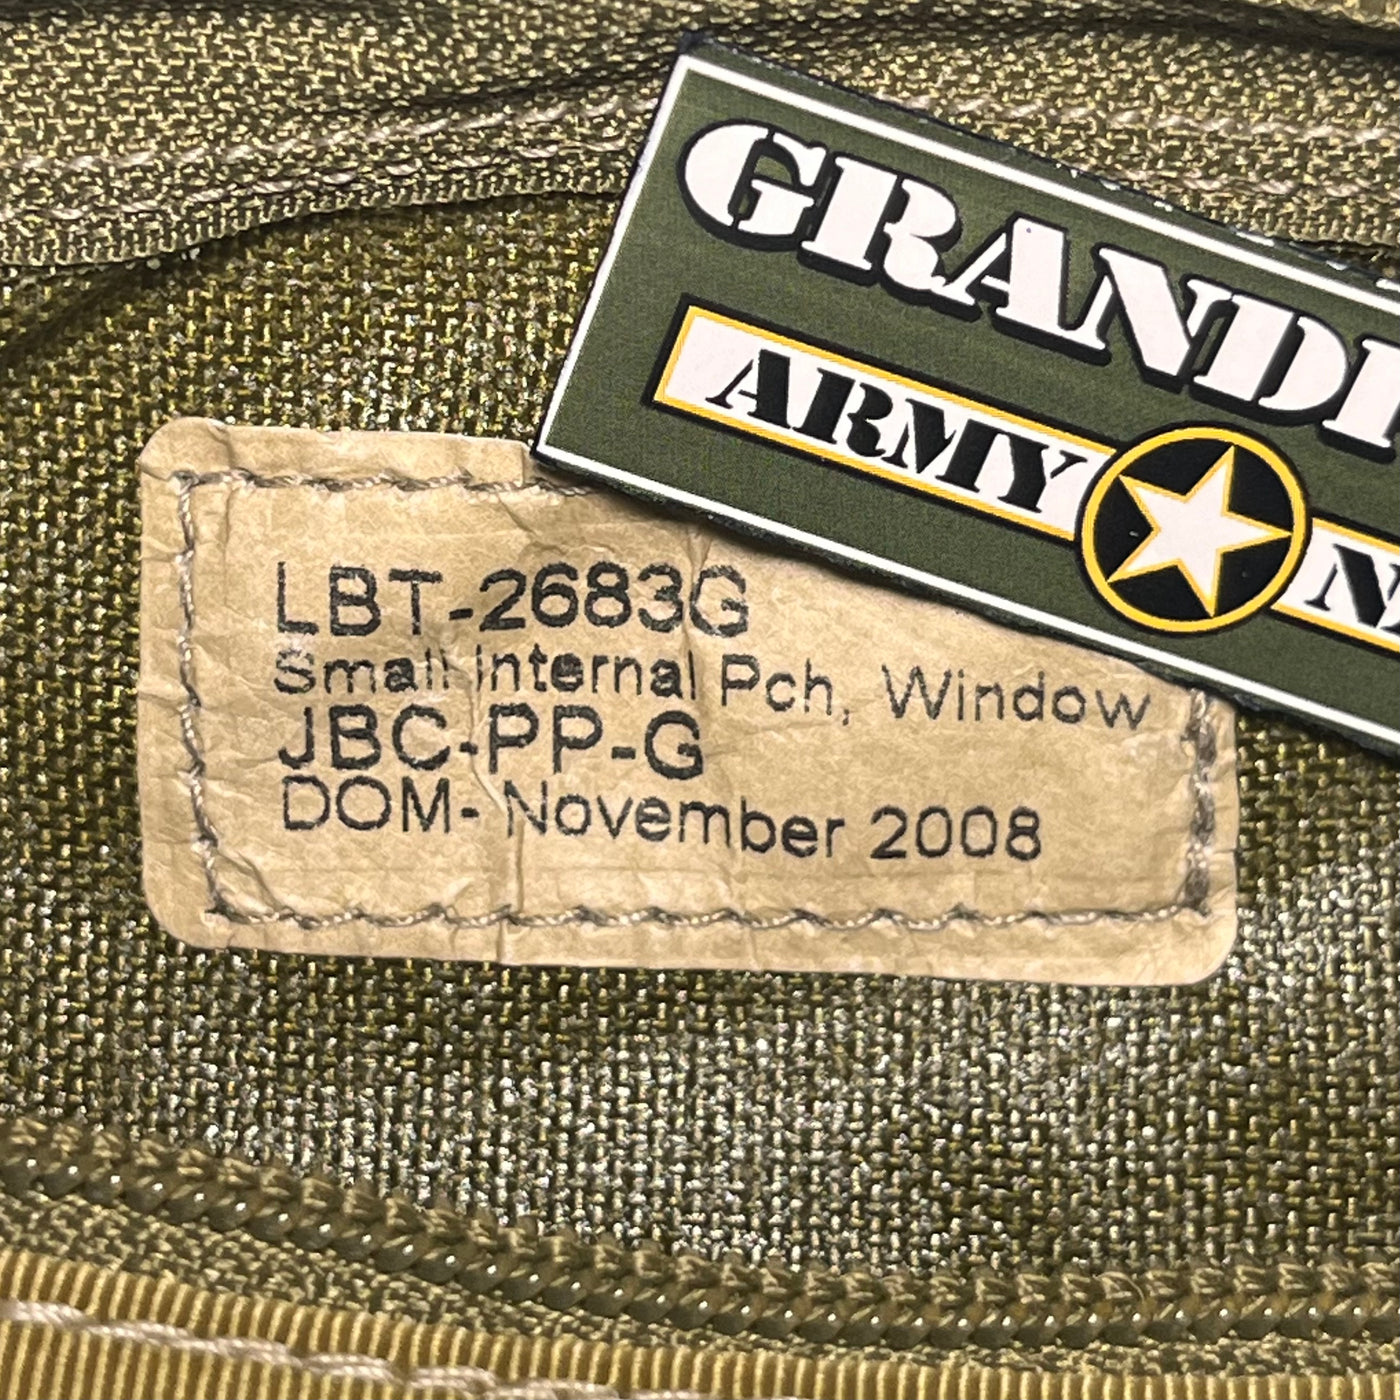 GRAND
ARMY
LBT-2683G
Small Internal Pch, Window
JBC-PP-G
DOM- November 2008